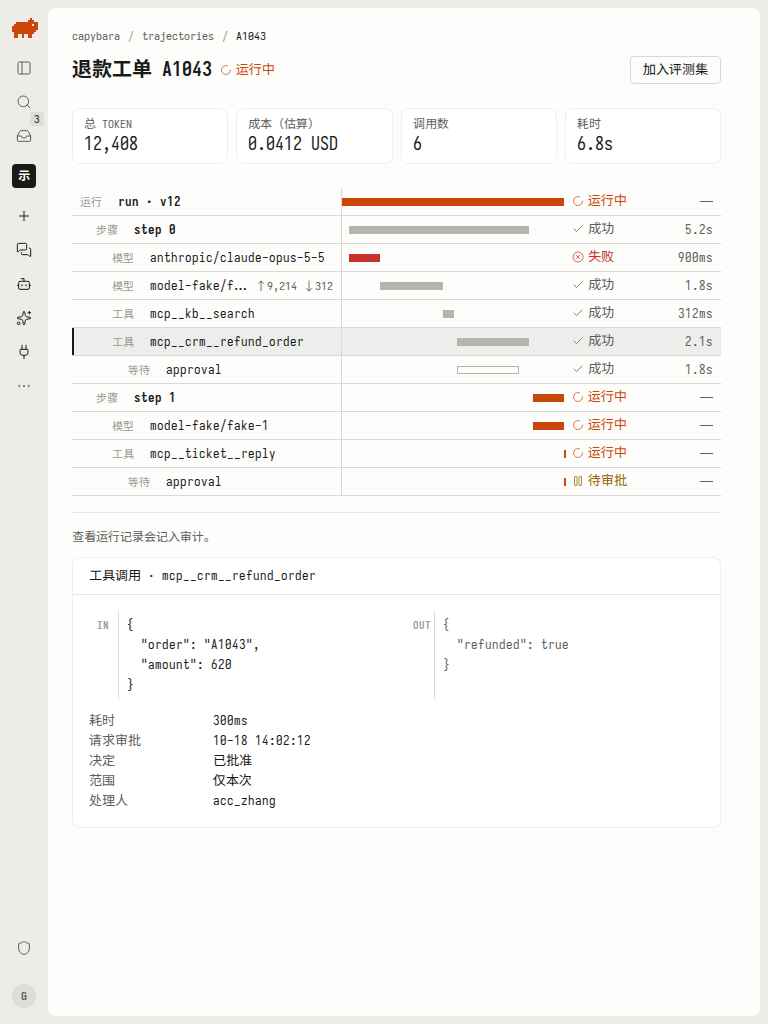 capybara / trajectories / A1043
退款工单 A1043 运行中
加入评测集
3
示
总 TOKEN
12,408
成本（估算）
0.0412 USD
调用数
6
耗时
6.8s
运行 run · v12 运行中 —
步骤 step 0 成功 5.2s
模型 anthropic/claude-opus-5-5 失败 900ms
模型 model-fake/f… ↑9,214 ↓312 成功 1.8s
工具 mcp__kb__search 成功 312ms
工具 mcp__crm__refund_order 成功 2.1s
等待 approval 成功 1.8s
步骤 step 1 运行中 —
模型 model-fake/fake-1 运行中 —
工具 mcp__ticket__reply 运行中 —
等待 approval 待审批 —
查看运行记录会记入审计。
工具调用 · mcp__crm__refund_order
IN
{
"order": "A1043",
"amount": 620
}
OUT
{
"refunded": true
}
耗时 300ms
请求审批 10-18 14:02:12
决定 已批准
范围 仅本次
处理人 acc_zhang
G